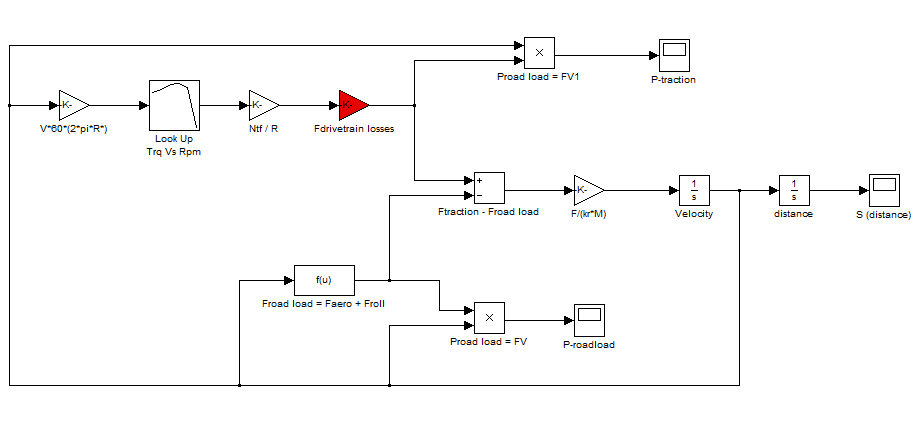 ×
Proad load = FV1
P-traction
-K-
V*60*(2*pi*R*)
Look Up
Trq Vs Rpm
-K-
Ntf / R
-K-
Fdrivetrain losses
+
−
Ftraction - Froad load
-K-
F/(kr*M)
1
s
Velocity
1
s
distance
S (distance)
f(u)
Froad load = Faero + Froll
×
Proad load = FV
P-roadload